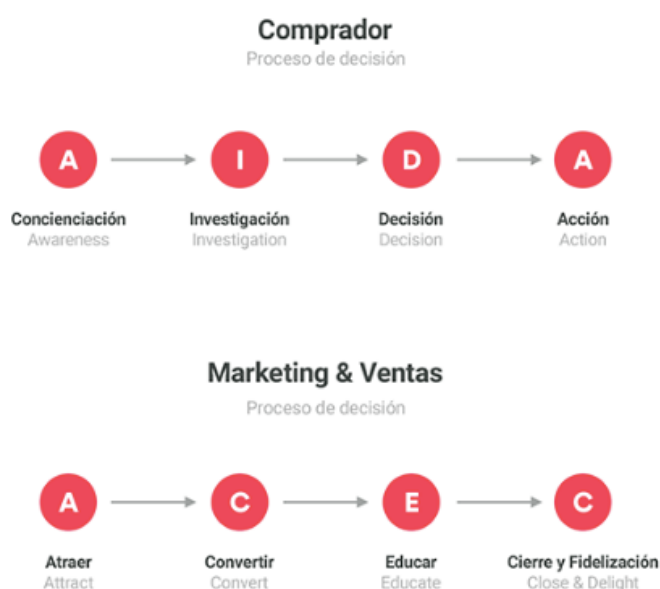 Comprador
Proceso de decisión
A I D A
Concienciación Investigación Decisión Acción
Awareness Investigation Decision Action
Marketing & Ventas
Proceso de decisión
A C E C
Atraer Convertir Educar Cierre y Fidelización
Attract Convert Educate Close & Delight